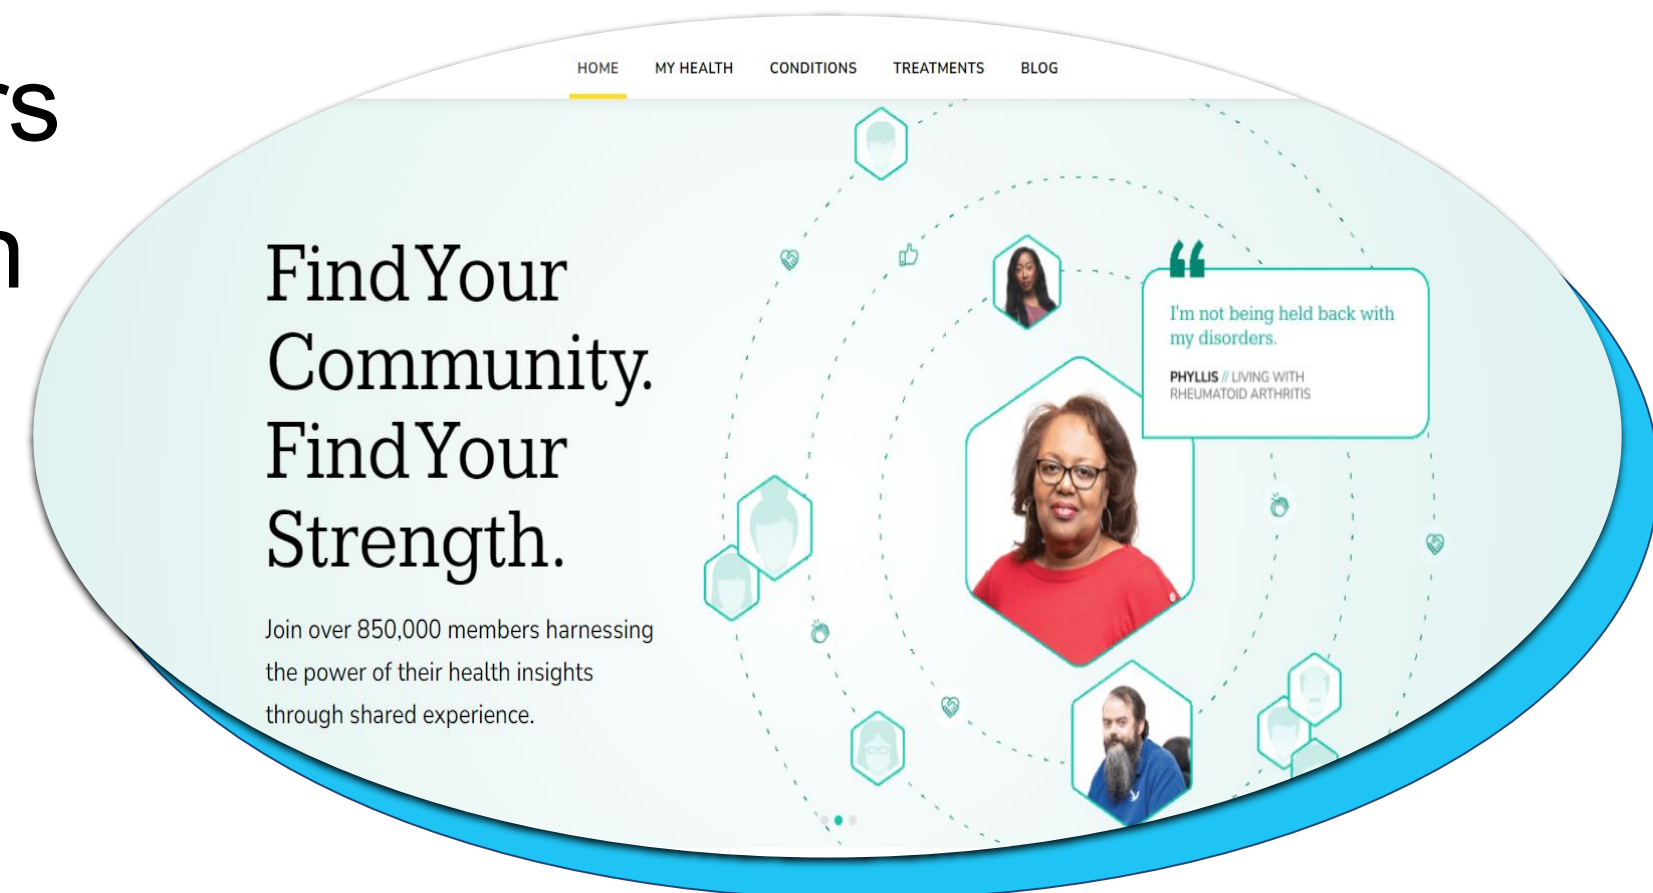 rs
n
HOME MY HEALTH CONDITIONS TREATMENTS BLOG
Find Your
Community.
Find Your
Strength.
Join over 850,000 members harnessing
the power of their health insights
through shared experience.
“
I'm not being held back with
my disorders.
PHYLLIS // LIVING WITH
RHEUMATOID ARTHRITIS